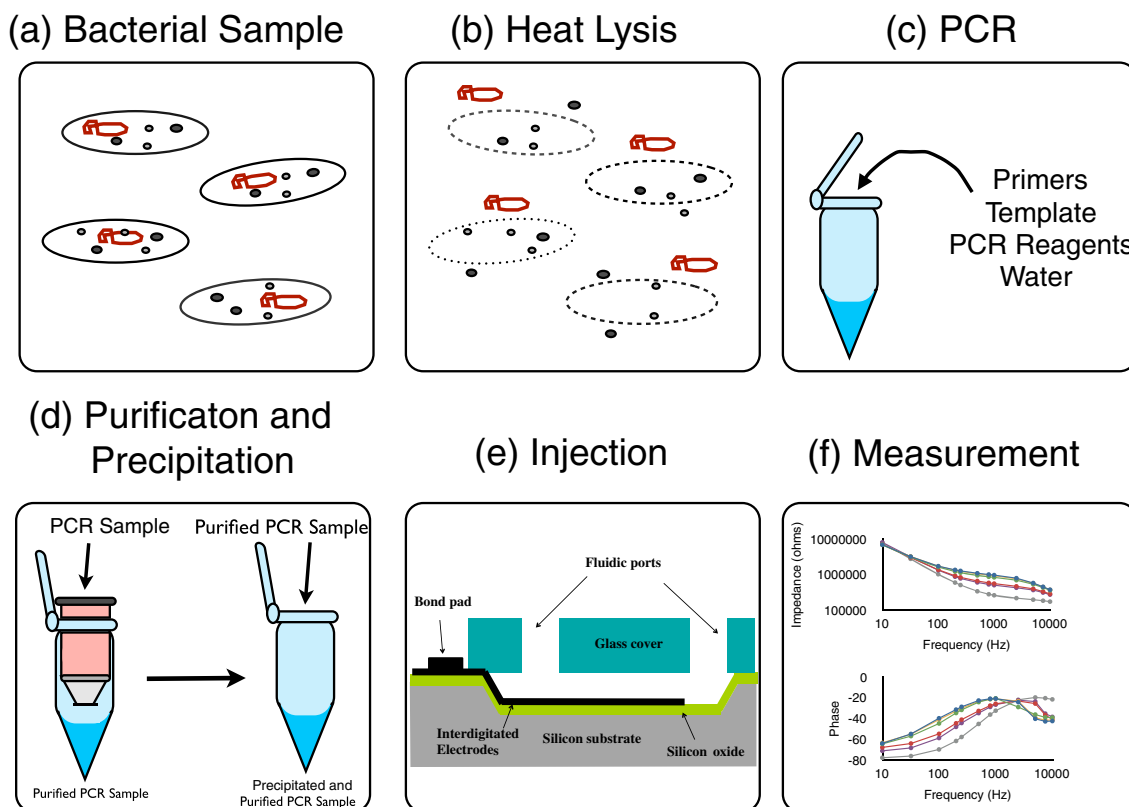 (a) Bacterial Sample
(b) Heat Lysis
(c) PCR
Primers
Template
PCR Reagents
Water
(d) Purificaton and
Precipitation
PCR Sample
Purified PCR Sample
Purified PCR Sample
Precipitated and
Purified PCR Sample
(e) Injection
Fluidic ports
Bond pad
Glass cover
Interdigitated
Electrodes
Silicon substrate
Silicon oxide
(f) Measurement
Impedance (ohms)
10000000
1000000
100000
10 100 1000 10000
Frequency (Hz)
Phase
0
-20
-40
-60
-80
10 100 1000 10000
Frequency (Hz)